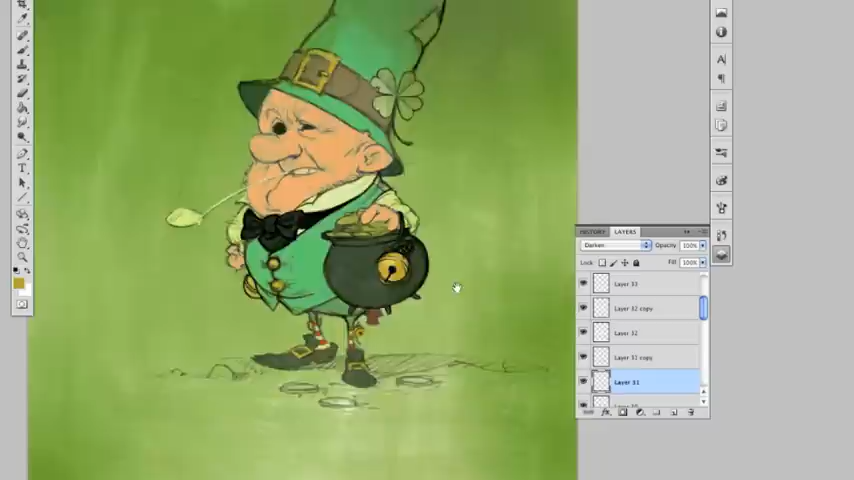 HISTORY LAYERS
Darken Opacity: 100%
Lock: Fill: 100%
Layer 33
Layer 32 copy
Layer 32
Layer 31 copy
Layer 31